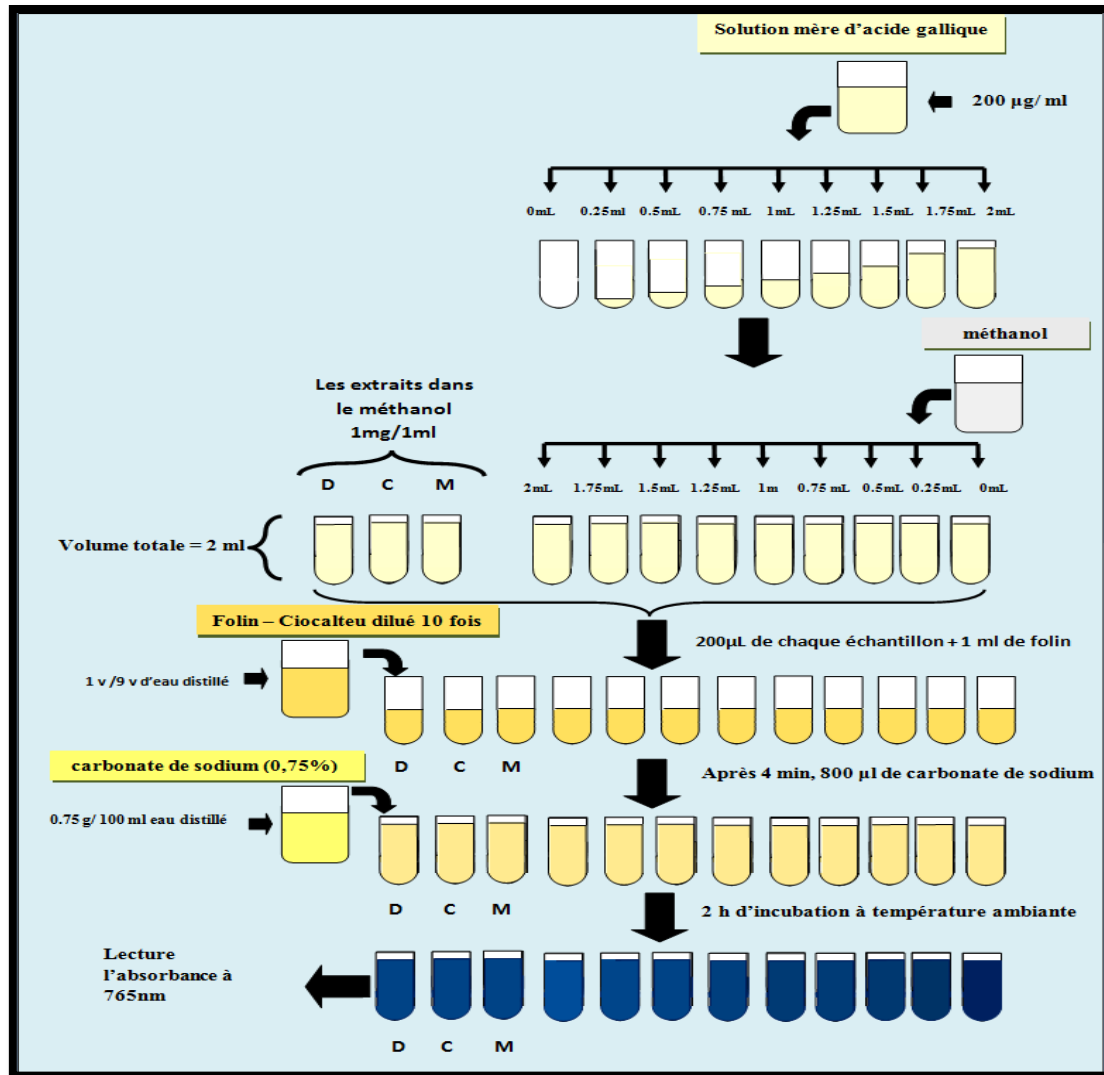 Solution mère d'acide gallique
200 µg/ ml
0mL 0.25ml 0.5mL 0.75 mL 1mL 1.25mL 1.5mL 1.75mL 2mL
méthanol
Les extraits dans
le méthanol
1mg/1ml
D C M
2mL 1.75mL 1.5mL 1.25mL 1m 0.75 mL 0.5mL 0.25mL 0mL
Volume totale = 2 ml
Folin – Ciocalteu dilué 10 fois
200µL de chaque échantillon + 1 ml de folin
1 v /9 v d'eau distillé
D C M
carbonate de sodium (0,75%)
Après 4 min, 800 µl de carbonate de sodium
0.75 g/ 100 ml eau distillé
D C M
2 h d'incubation à température ambiante
Lecture
l'absorbance à
765nm
D C M